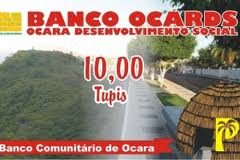 BANCO OCARDS
OCARA DESENVOLVIMENTO SOCIAL
10,00
Tupis
Banco Comunitário de Ocara